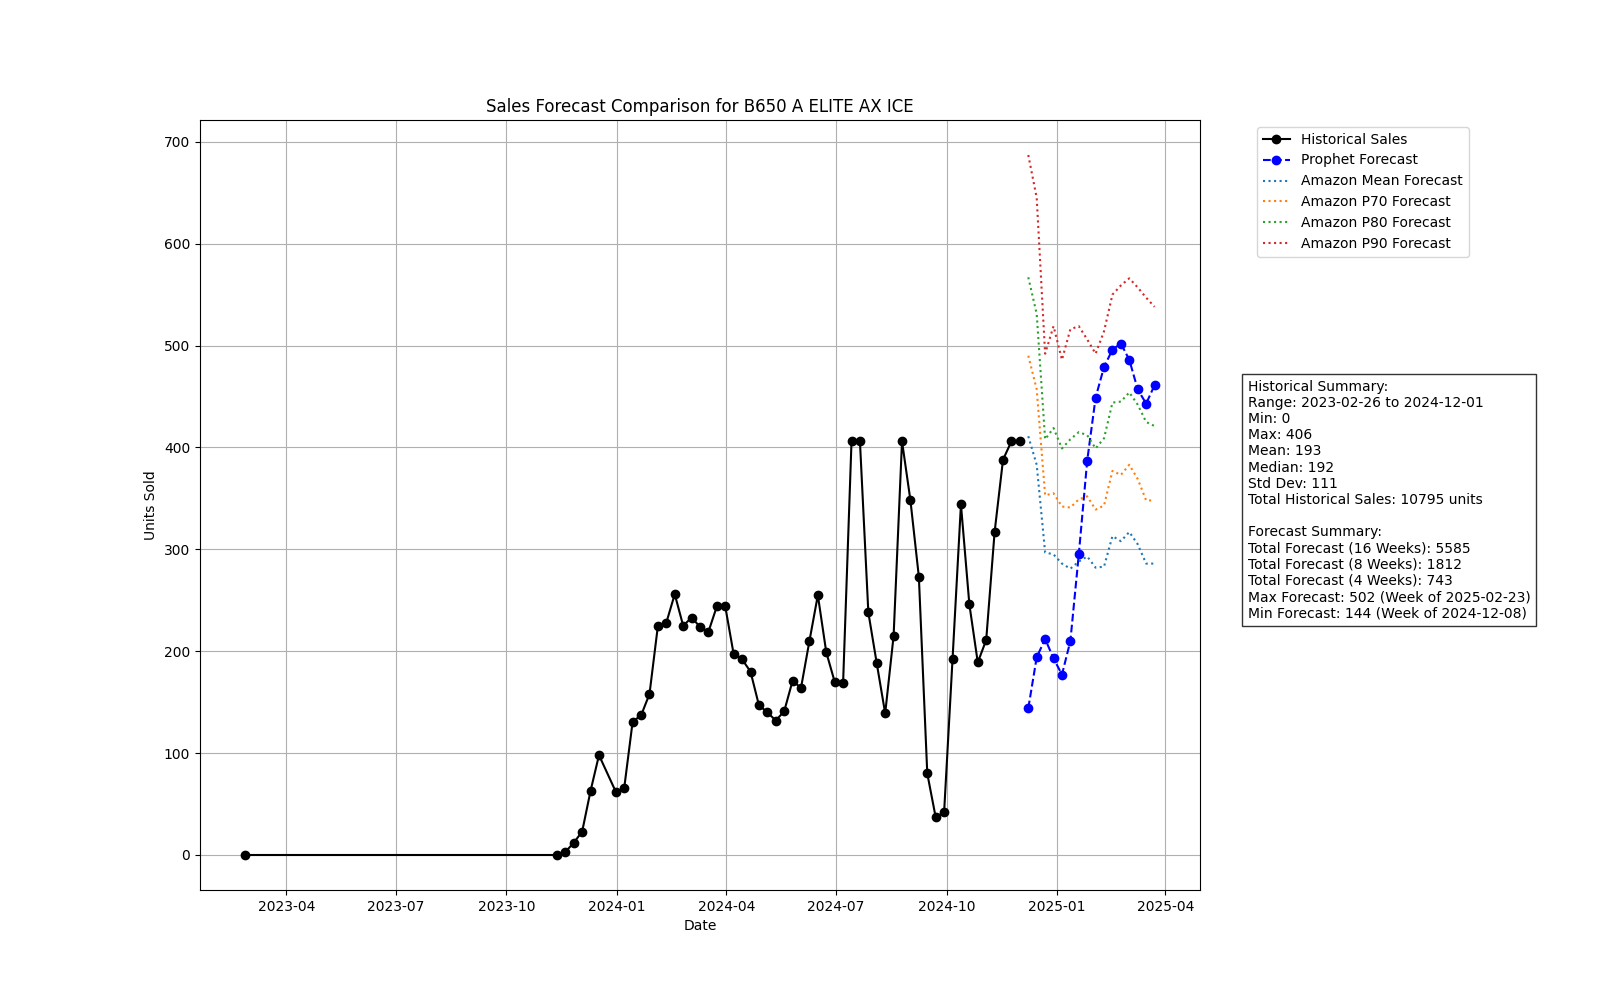 Sales Forecast Comparison for B650 A ELITE AX ICE
700
600
500
400
300
200
100
0
Units Sold
2023-04
2023-07
2023-10
2024-01
2024-04
2024-07
2024-10
2025-01
2025-04
Date
Historical Sales
Prophet Forecast
Amazon Mean Forecast
Amazon P70 Forecast
Amazon P80 Forecast
Amazon P90 Forecast
Historical Summary:
Range: 2023-02-26 to 2024-12-01
Min: 0
Max: 406
Mean: 193
Median: 192
Std Dev: 111
Total Historical Sales: 10795 units
Forecast Summary:
Total Forecast (16 Weeks): 5585
Total Forecast (8 Weeks): 1812
Total Forecast (4 Weeks): 743
Max Forecast: 502 (Week of 2025-02-23)
Min Forecast: 144 (Week of 2024-12-08)